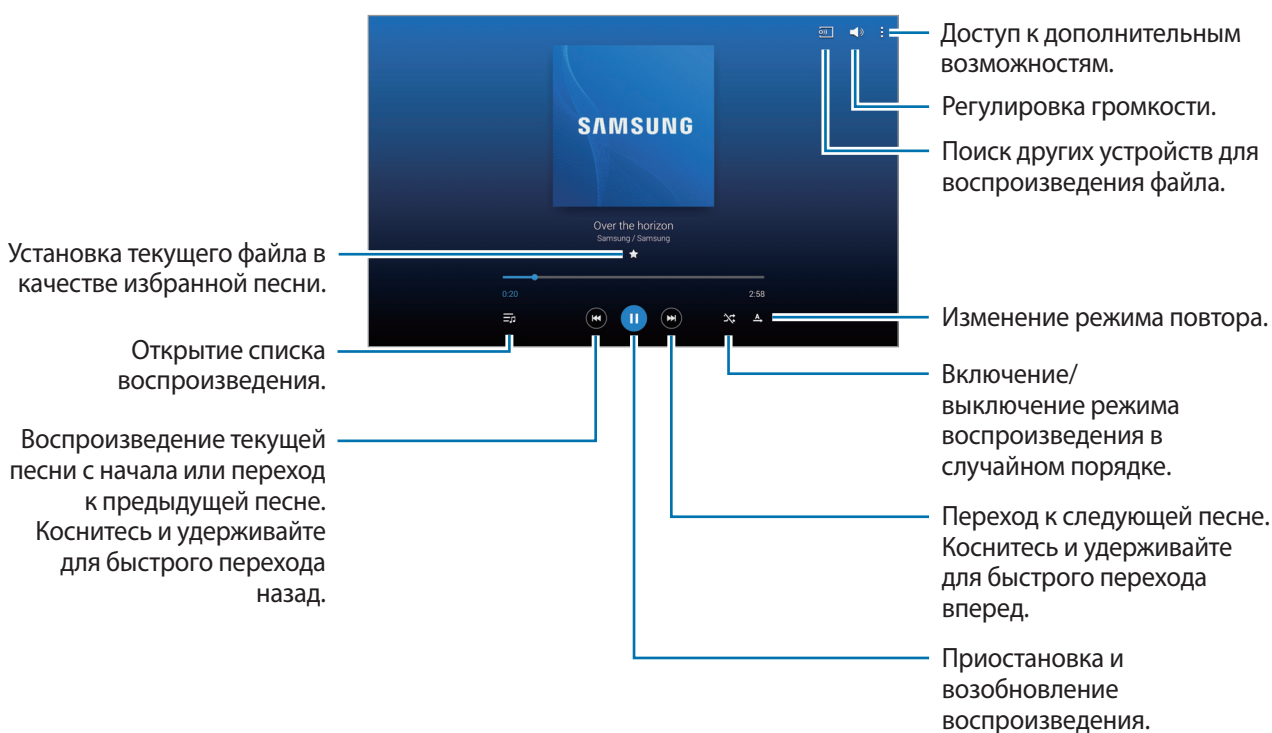 Доступ к дополнительным
возможностям.
Регулировка громкости.
Поиск других устройств для
воспроизведения файла.
SAMSUNG
Over the horizon
Samsung / Samsung
Установка текущего файла в
качестве избранной песни.
0:20
2:58
Изменение режима повтора.
Открытие списка
воспроизведения.
Включение/
выключение режима
воспроизведения в
случайном порядке.
Воспроизведение текущей
песни с начала или переход
к предыдущей песне.
Коснитесь и удерживайте
для быстрого перехода
назад.
Переход к следующей песне.
Коснитесь и удерживайте
для быстрого перехода
вперед.
Приостановка и
возобновление
воспроизведения.